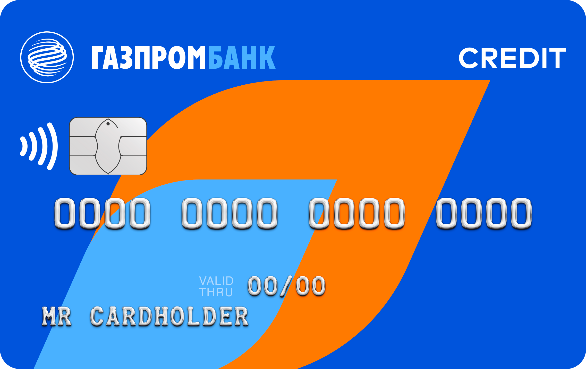 ГАЗПРОМБАНК
CREDIT
0000 0000 0000 0000
VALID
THRU 00/00
MR CARDHOLDER